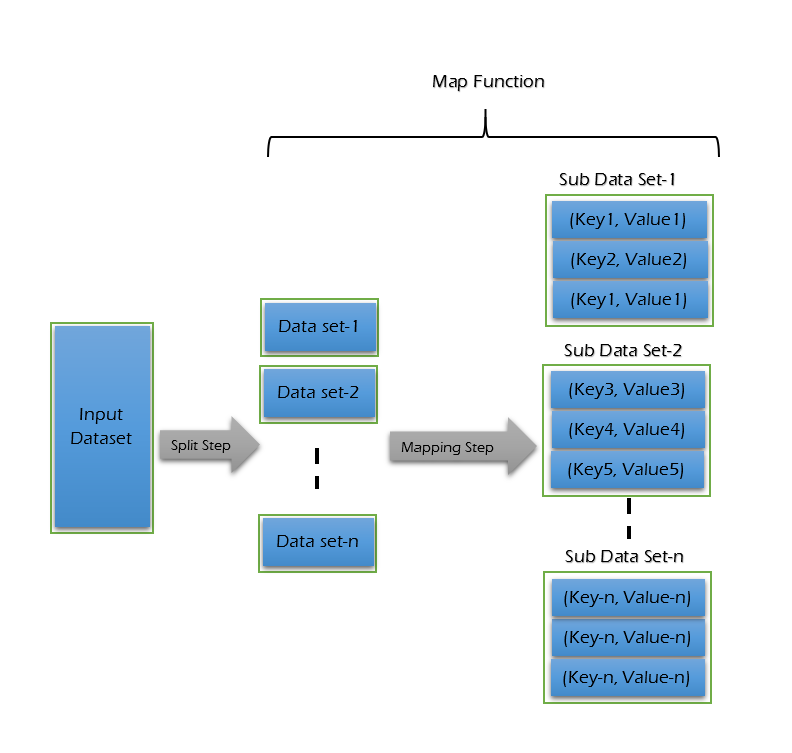 Map Function
Sub Data Set-1
(Key1, Value1)
(Key2, Value2)
(Key1, Value1)
Data set-1
Sub Data Set-2
Data set-2
(Key3, Value3)
Input
Dataset
Split Step
Mapping Step
(Key4, Value4)
(Key5, Value5)
Data set-n
Sub Data Set-n
(Key-n, Value-n)
(Key-n, Value-n)
(Key-n, Value-n)